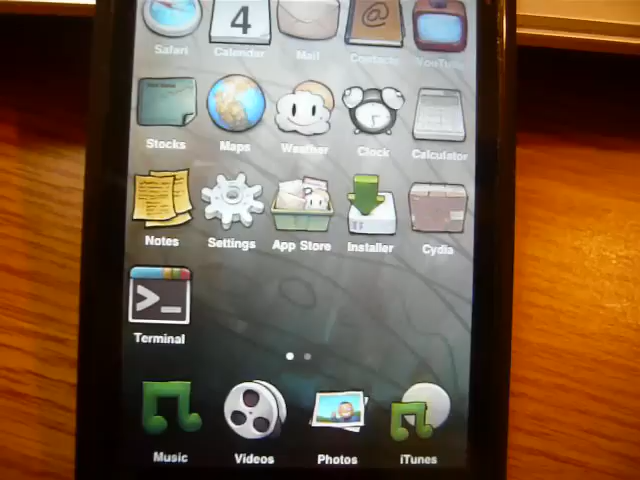 4
@
Safari Calendar Mail Contacts YouTube
Stocks Maps Weather Clock Calculator
Notes Settings App Store Installer Cydia
>_
Terminal
Music Videos Photos iTunes